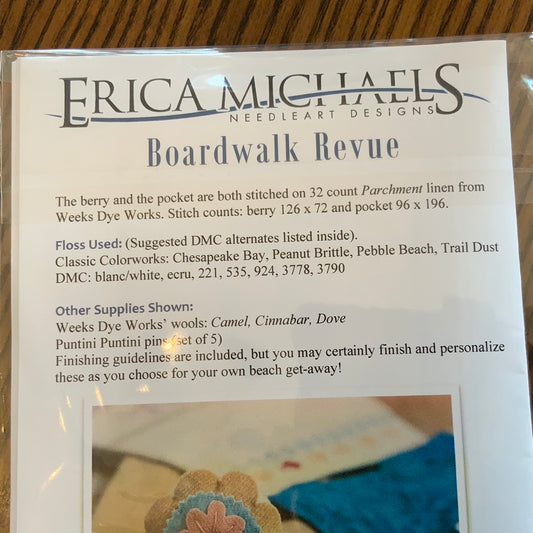 ERICA MICHAELS
NEEDLEART DESIGNS
Boardwalk Revue
The berry and the pocket are both stitched on 32 count Parchment linen from
Weeks Dye Works. Stitch counts: berry 126 x 72 and pocket 96 x 196.
Floss Used: (Suggested DMC alternates listed inside).
Classic Colorworks: Chesapeake Bay, Peanut Brittle, Pebble Beach, Trail Dust
DMC: blanc/white, ecru, 221, 535, 924, 3778, 3790
Other Supplies Shown:
Weeks Dye Works' wools: Camel, Cinnabar, Dove
Puntini Puntini pins (set of 5)
Finishing guidelines are included, but you may certainly finish and personalize
these as you choose for your own beach get-away!